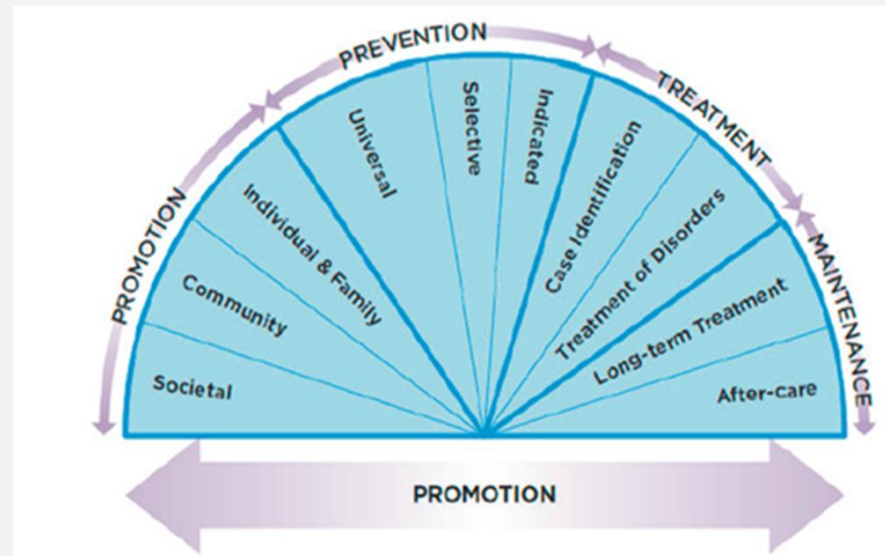 PROMOTION
PREVENTION
TREATMENT
MAINTENANCE
Societal
Community
Individual & Family
Universal
Selective
Indicated
Case Identification
Treatment of Disorders
Long-term Treatment
After-care
PROMOTION